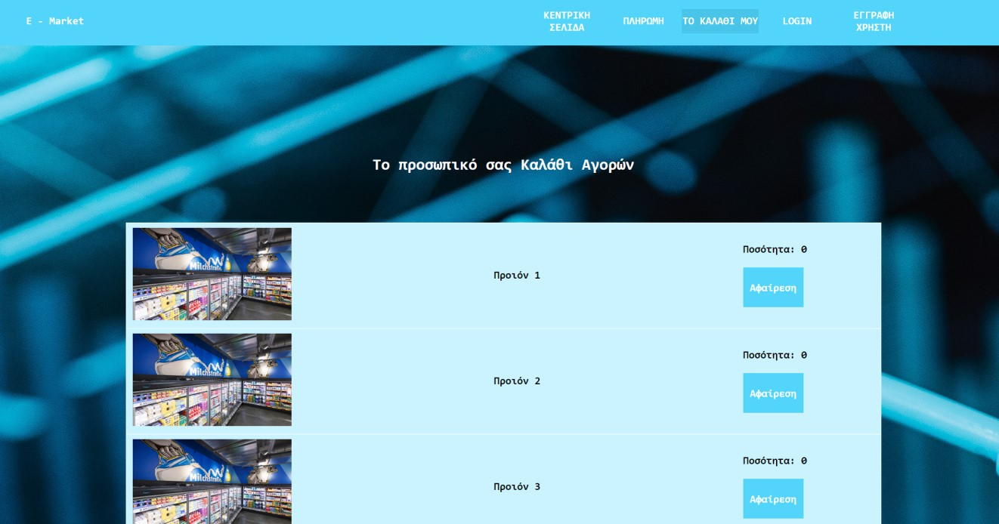 E - Market
ΚΕΝΤΡΙΚΗ
ΣΕΛΙΔΑ
ΠΛΗΡΩΜΗ
ΤΟ ΚΑΛΑΘΙ ΜΟΥ
LOGIN
ΕΓΓΡΑΦΗ
ΧΡΗΣΤΗ
Το προσωπικό σας Καλάθι Αγορών
Milchstraße
Προιόν 1
Ποσότητα: 0
Αφαίρεση
Milchstraße
Προιόν 2
Ποσότητα: 0
Αφαίρεση
Milchstraße
Προιόν 3
Ποσότητα: 0
Αφαίρεση